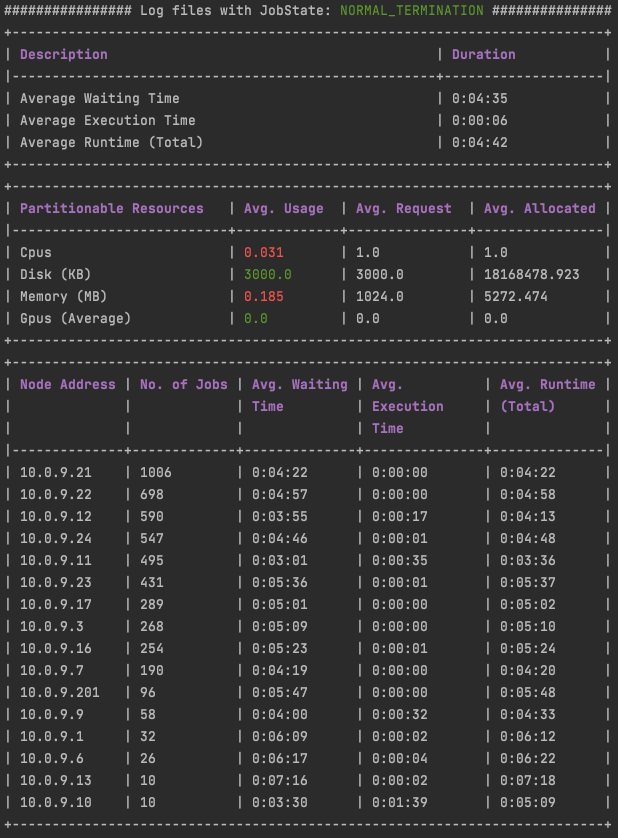 ################ Log files with JobState: NORMAL_TERMINATION ###############
+--------------------------------------------------------------------------+
| Description                                         | Duration           |
|-----------------------------------------------------+--------------------|
| Average Waiting Time                                | 0:04:35            |
| Average Execution Time                              | 0:00:06            |
| Average Runtime (Total)                             | 0:04:42            |
+--------------------------------------------------------------------------+
+--------------------------------------------------------------------------+
| Partitionable Resources   | Avg. Usage  | Avg. Request  | Avg. Allocated |
|---------------------------+-------------+---------------+----------------|
| Cpus                      | 0.031       | 1.0           | 1.0            |
| Disk (KB)                 | 3000.0      | 3000.0        | 18168478.923   |
| Memory (MB)               | 0.185       | 1024.0        | 5272.474       |
| Gpus (Average)            | 0.0         | 0.0           | 0.0            |
+--------------------------------------------------------------------------+
+--------------------------------------------------------------------------+
| Node Address | No. of Jobs | Avg. Waiting | Avg.          | Avg. Runtime |
|              |             | Time         | Execution     | (Total)      |
|              |             |              | Time          |              |
|--------------+-------------+--------------+---------------+--------------|
| 10.0.9.21    | 1006        | 0:04:22      | 0:00:00       | 0:04:22      |
| 10.0.9.22    | 698         | 0:04:57      | 0:00:00       | 0:04:58      |
| 10.0.9.12    | 590         | 0:03:55      | 0:00:17       | 0:04:13      |
| 10.0.9.24    | 547         | 0:04:46      | 0:00:01       | 0:04:48      |
| 10.0.9.11    | 495         | 0:03:01      | 0:00:35       | 0:03:36      |
| 10.0.9.23    | 431         | 0:05:36      | 0:00:01       | 0:05:37      |
| 10.0.9.17    | 289         | 0:05:01      | 0:00:00       | 0:05:02      |
| 10.0.9.3     | 268         | 0:05:09      | 0:00:00       | 0:05:10      |
| 10.0.9.16    | 254         | 0:05:23      | 0:00:01       | 0:05:24      |
| 10.0.9.7     | 190         | 0:04:19      | 0:00:00       | 0:04:20      |
| 10.0.9.201   | 96          | 0:05:47      | 0:00:00       | 0:05:48      |
| 10.0.9.9     | 58          | 0:04:00      | 0:00:32       | 0:04:33      |
| 10.0.9.1     | 32          | 0:06:09      | 0:00:02       | 0:06:12      |
| 10.0.9.6     | 26          | 0:06:17      | 0:00:04       | 0:06:22      |
| 10.0.9.13    | 10          | 0:07:16      | 0:00:02       | 0:07:18      |
| 10.0.9.10    | 10          | 0:03:30      | 0:01:39       | 0:05:09      |
+--------------------------------------------------------------------------+